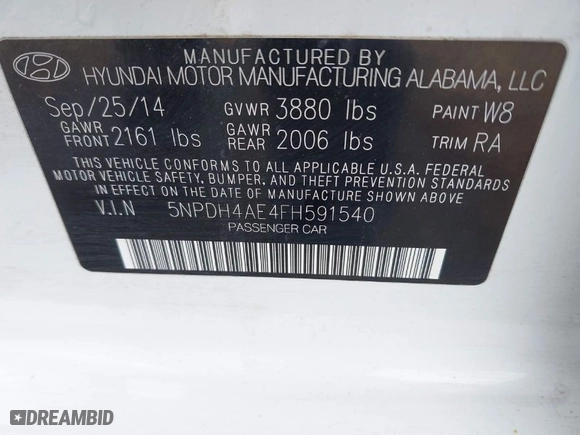 MANUFACTURED BY
HYUNDAI MOTOR MANUFACTURING ALABAMA, LLC
Sep/25/14 GVWR 3880 lbs PAINT W8
GAWR FRONT 2161 lbs GAWR REAR 2006 lbs TRIM RA
THIS VEHICLE CONFORMS TO ALL APPLICABLE U.S.A. FEDERAL
MOTOR VEHICLE SAFETY, BUMPER, AND THEFT PREVENTION STANDARDS
IN EFFECT ON THE DATE OF MANUFACTURE SHOWN ABOVE.
V.I.N 5NPDH4AE4FH591540
PASSENGER CAR
DREAMBID